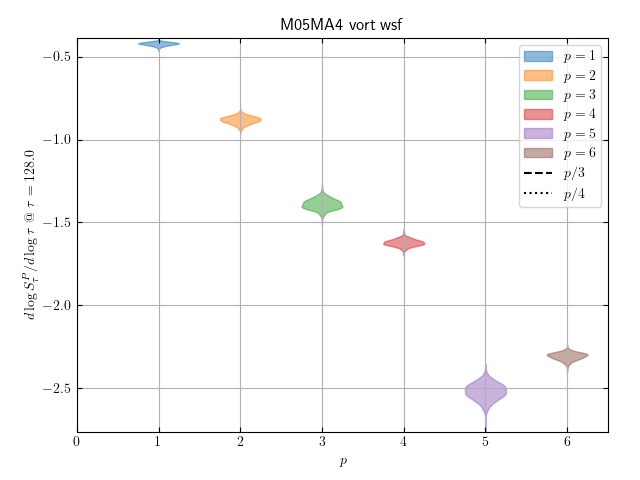 M05MA4 vort wsf
d log S_τ^P / d log τ @ τ = 128.0
−0.5
−1.0
−1.5
−2.0
−2.5
0 1 2 3 4 5 6
p
p = 1
p = 2
p = 3
p = 4
p = 5
p = 6
p/3
p/4